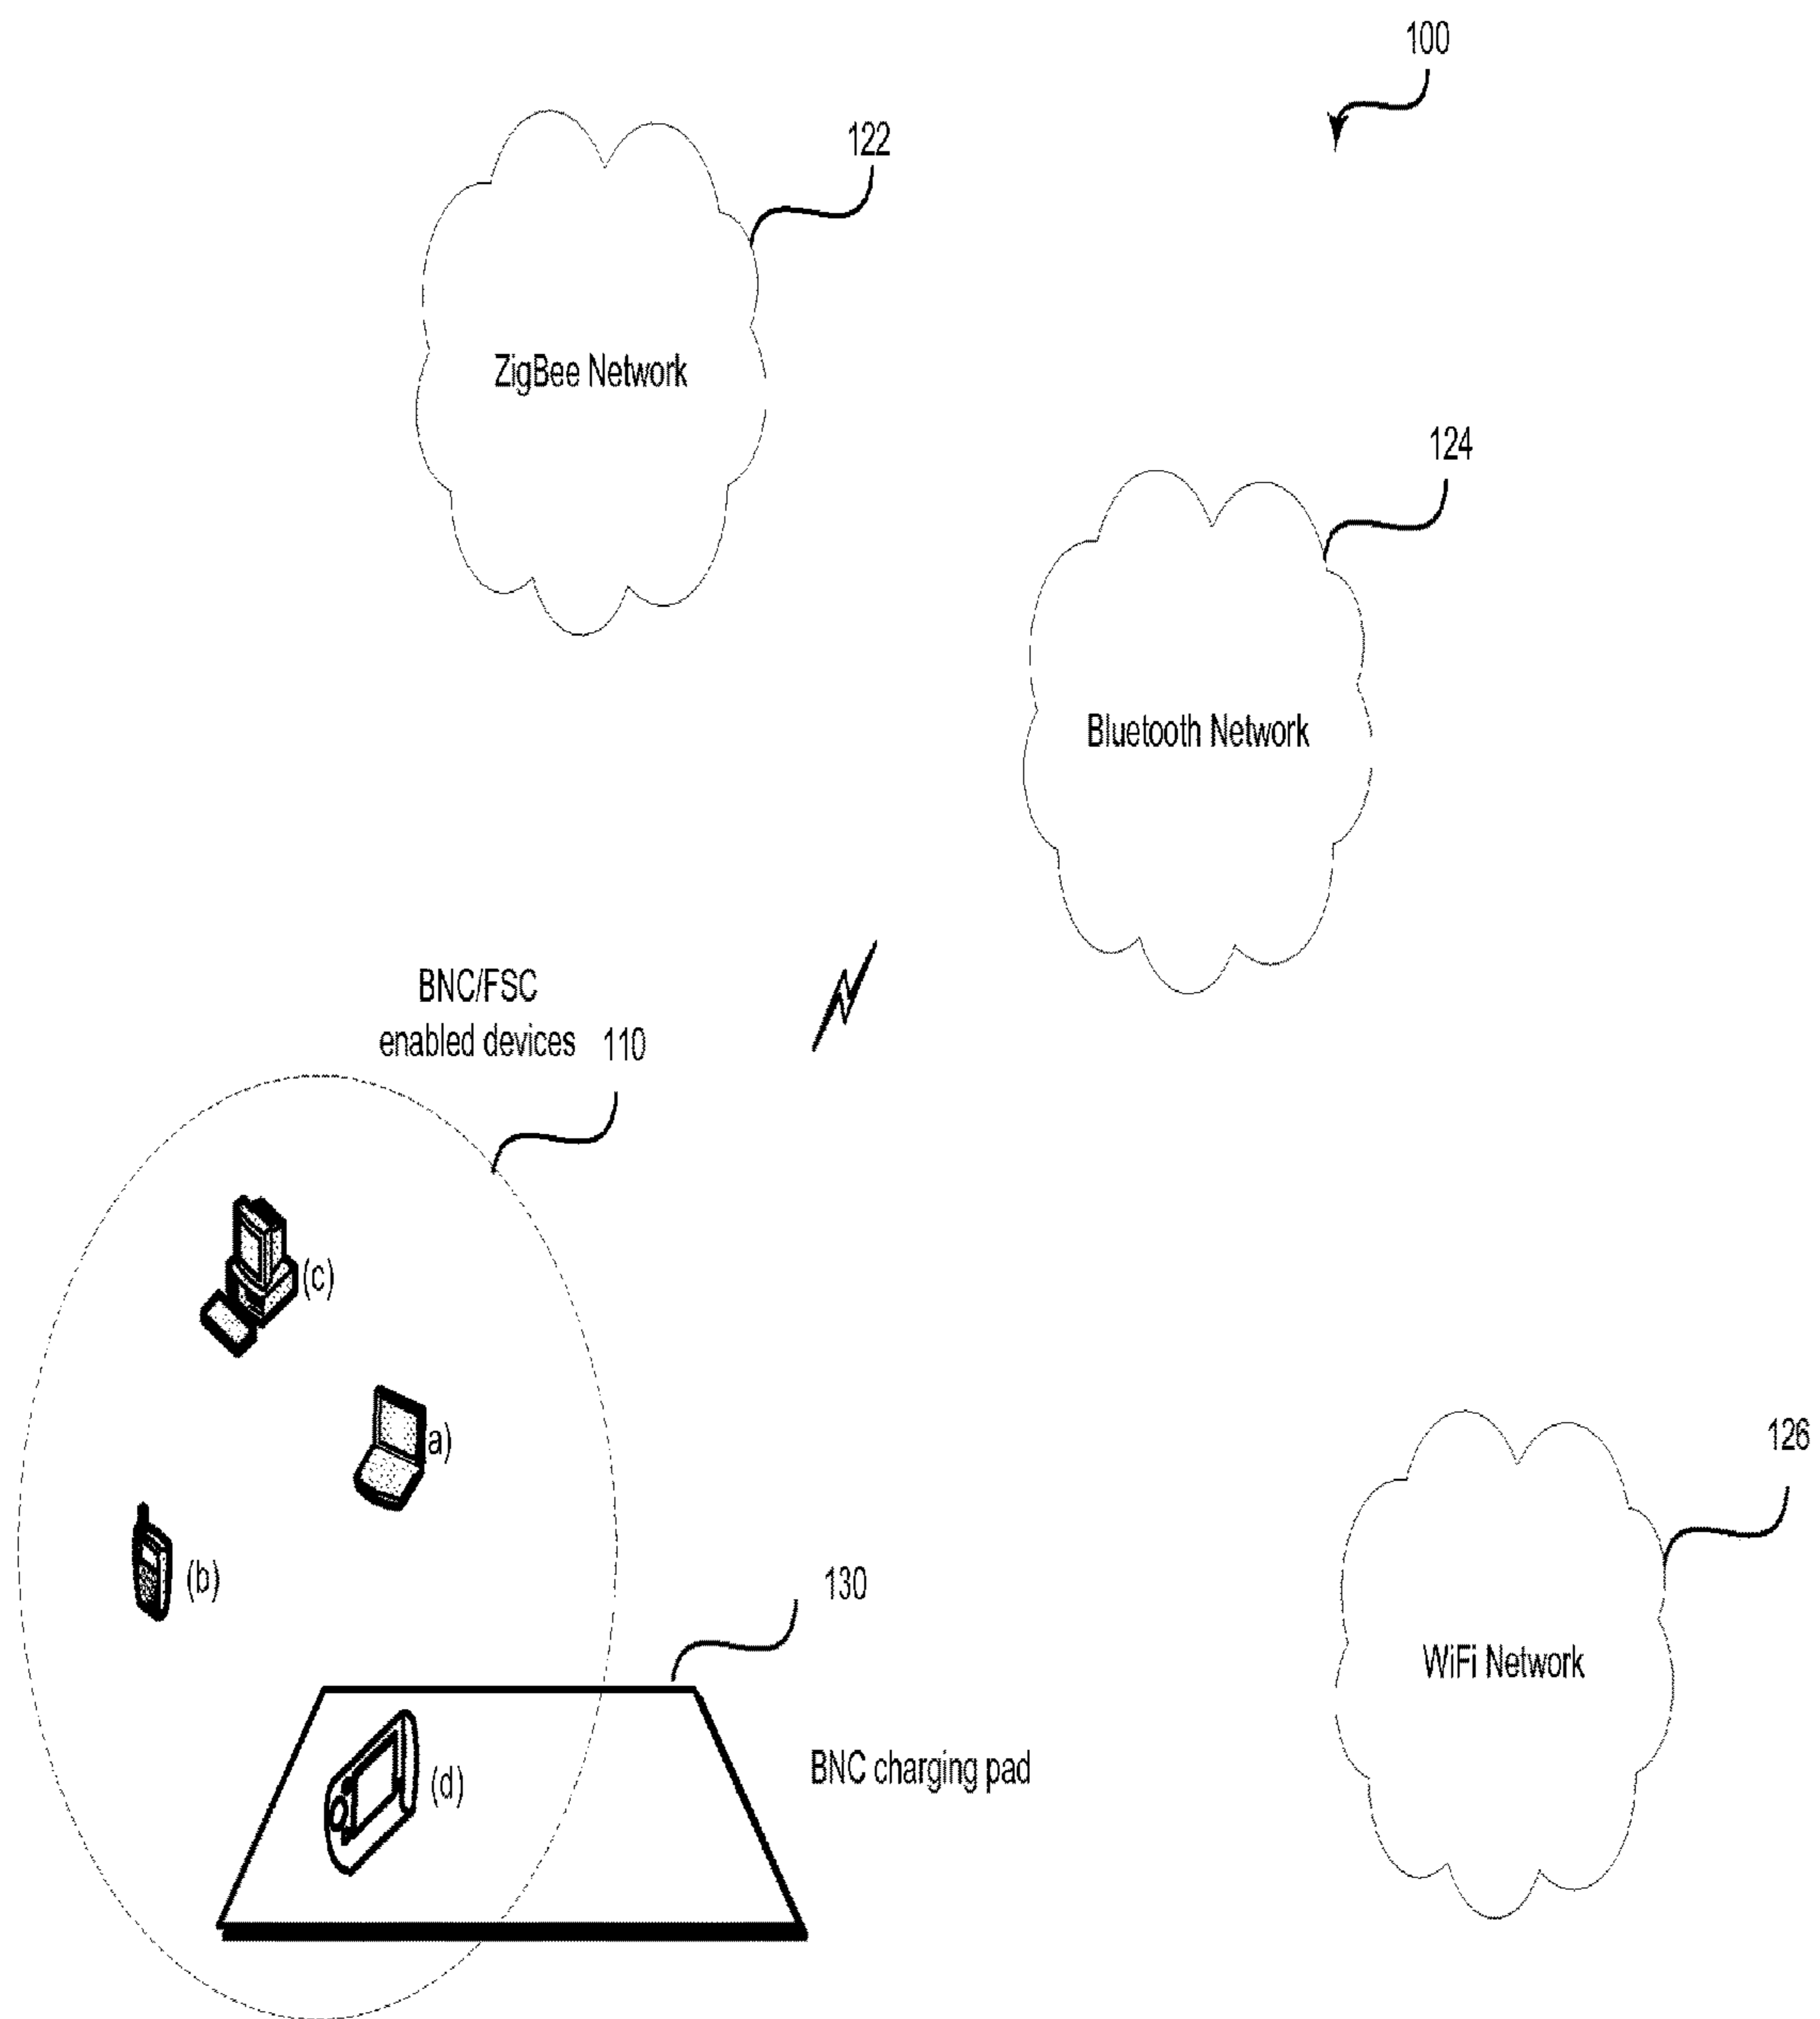 100
122
ZigBee Network
124
Bluetooth Network
BNC/FSC
enabled devices 110
(c)
a)
126
(b)
130
WiFi Network
BNC charging pad
(d)